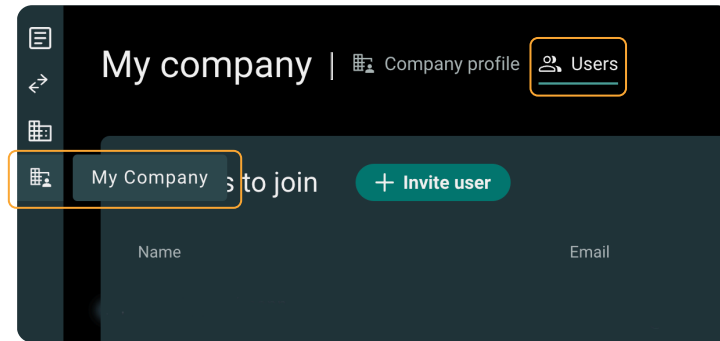 My company | Company profile Users
My Company s to join + Invite user
Name Email